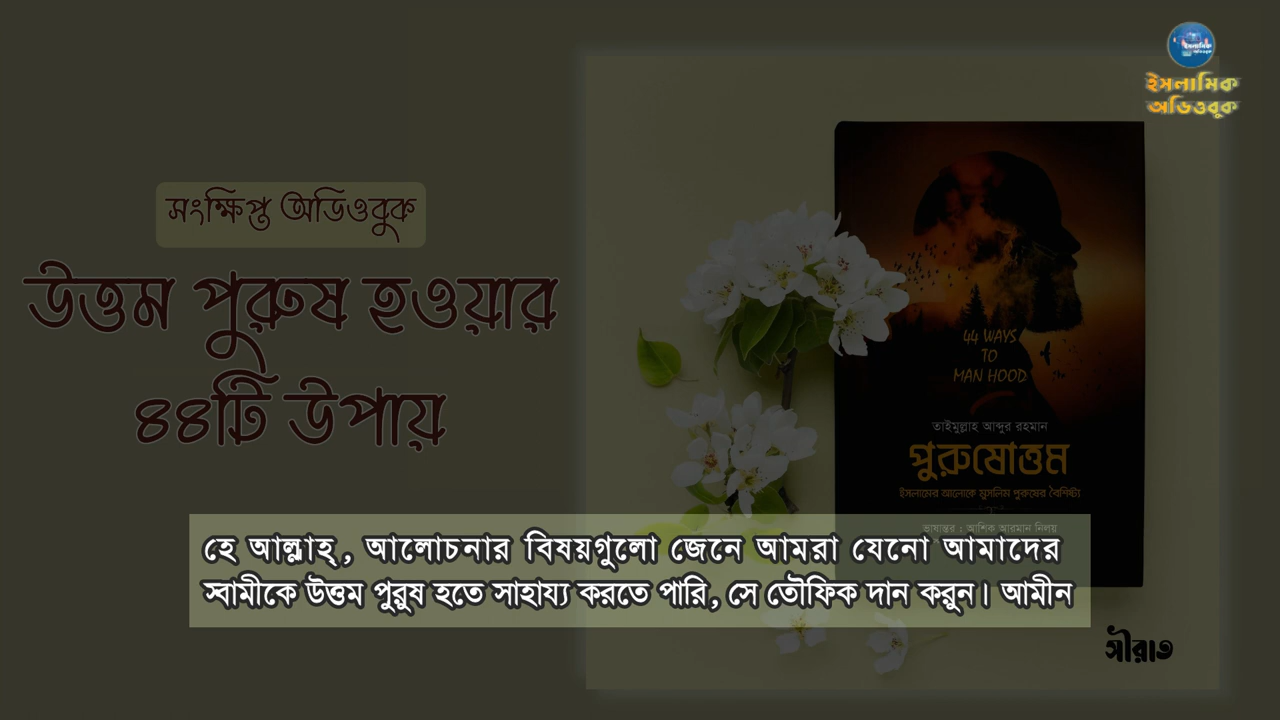 ইসলামিক
অডিওবুক
সংক্ষিপ্ত অডিওবুক
উত্তম পুরুষ হওয়ার
৪৪টি উপায়
44 WAYS
TO
MAN HOOD
তাইমুল্লাহ আব্দুর রহমান
পুরুষোত্তম
ইসলামের আলোকে মুসলিম পুরুষের বৈশিষ্ট্য
ভাষান্তর : আশিক আরমান নিলয়
হে আল্লাহ্, আলোচনার বিষয়গুলো জেনে আমরা যেনো আমাদের
স্বামীকে উত্তম পুরুষ হতে সাহায্য করতে পারি, সে তৌফিক দান করুন। আমীন
সীরাত